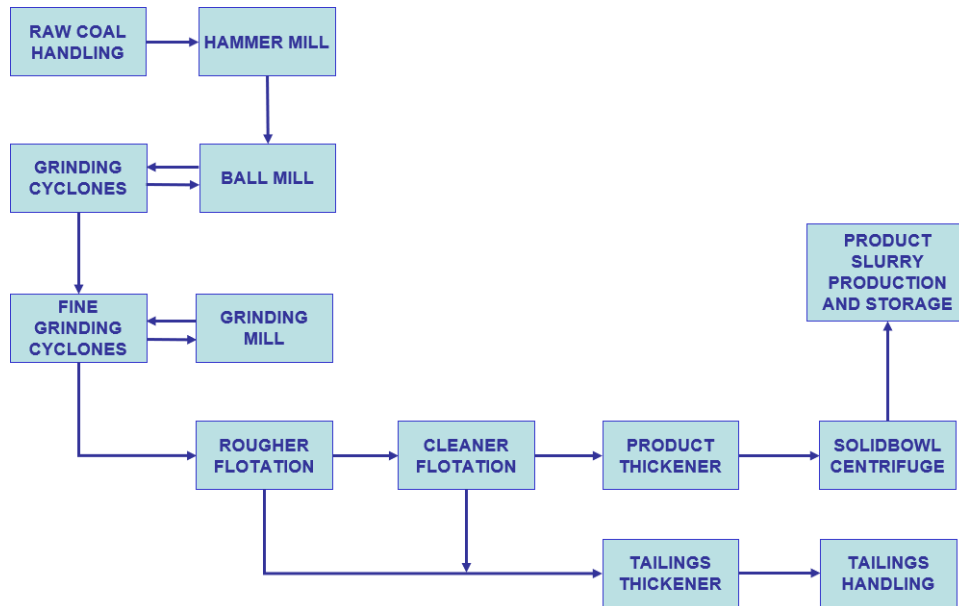 RAW COAL
HANDLING
HAMMER MILL
GRINDING
CYCLONES
BALL MILL
PRODUCT
SLURRY
PRODUCTION
AND STORAGE
FINE
GRINDING
CYCLONES
GRINDING
MILL
ROUGHER
FLOTATION
CLEANER
FLOTATION
PRODUCT
THICKENER
SOLIDBOWL
CENTRIFUGE
TAILINGS
THICKENER
TAILINGS
HANDLING